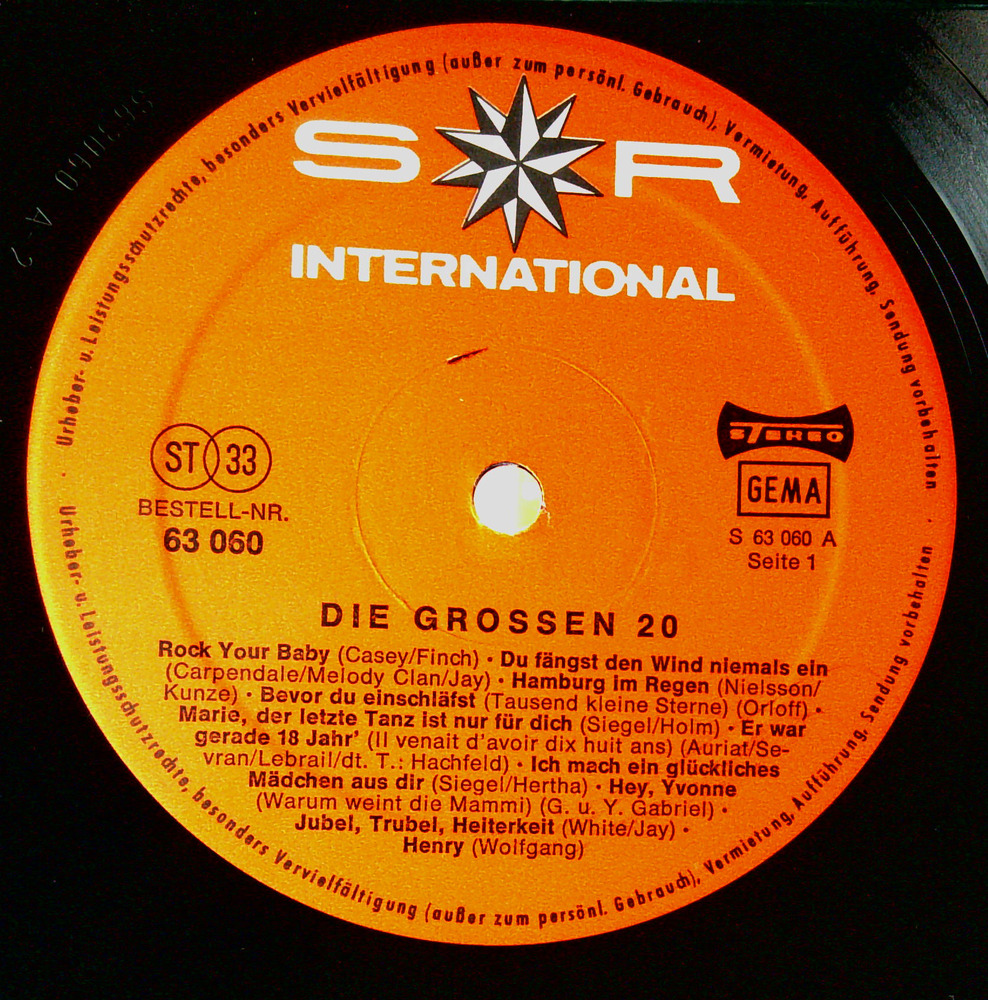 Urheber- u. Leistungsschutzrechte, besonders Vervielfältigung (außer zum persönl. Gebrauch), Vermietung, Aufführung, Sendung vorbehalten
S R
INTERNATIONAL
ST 33
BESTELL-NR.
63 060
STEREO
GEMA
S 63 060 A
Seite 1
DIE GROSSEN 20
Rock Your Baby (Casey/Finch) · Du fängst den Wind niemals ein
(Carpendale/Melody Clan/Jay) · Hamburg im Regen (Nielsson/
Kunze) · Bevor du einschläfst (Tausend kleine Sterne) (Orloff) ·
Marie, der letzte Tanz ist nur für dich (Siegel/Holm) · Er war
gerade 18 Jahr' (Il venait d'avoir dix huit ans) (Auriat/Se-
vran/Lebrail/dt. T.: Hachfeld) · Ich mach ein glückliches
Mädchen aus dir (Siegel/Hertha) · Hey, Yvonne
(Warum weint die Mammi) (G. u. Y. Gabriel) ·
Jubel, Trubel, Heiterkeit (White/Jay) ·
Henry (Wolfgang)
Urheber- u. Leistungsschutzrechte, besonders Vervielfältigung (außer zum persönl. Gebrauch), Vermietung, Aufführung, Sendung vorbehalten
S63060 A-2